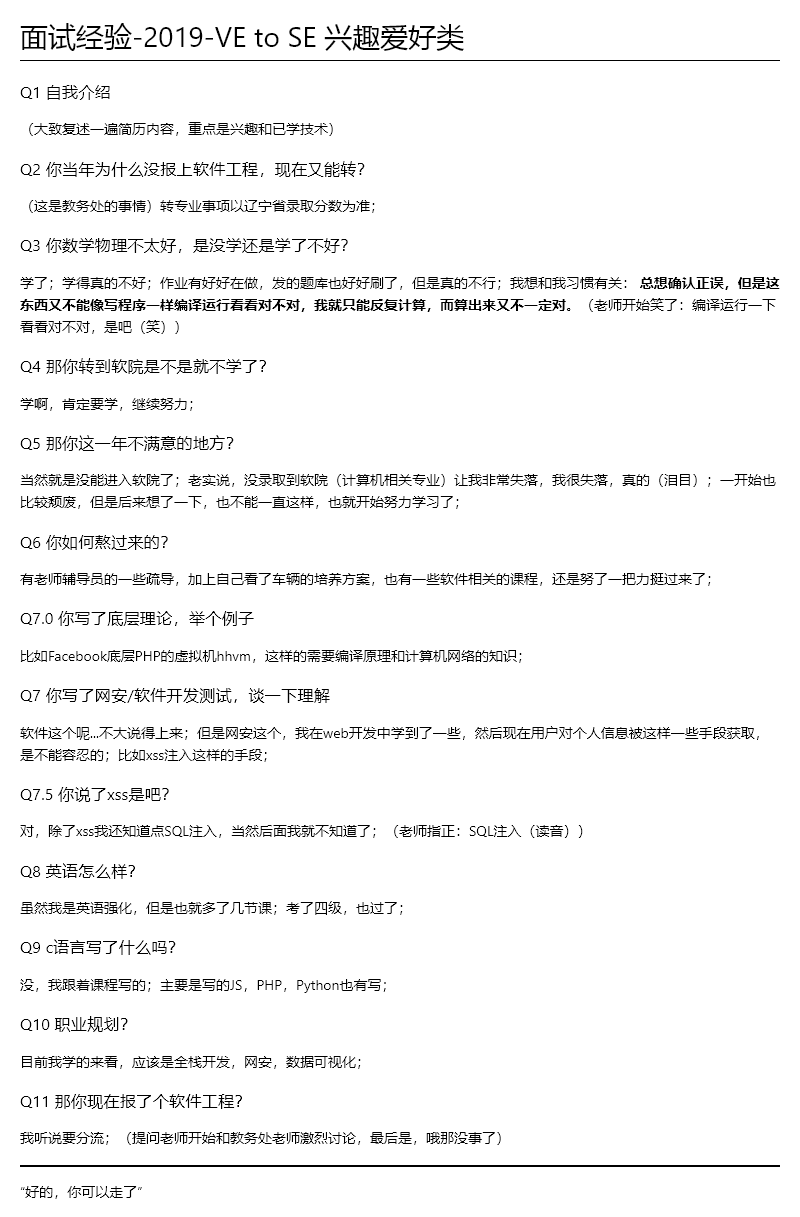 面试经验-2019-VE to SE 兴趣爱好类
Q1 自我介绍
（大致复述一遍简历内容，重点是兴趣和已学技术）
Q2 你当年为什么没报上软件工程，现在又能转？
（这是教务处的事情）转专业事项以辽宁省录取分数为准；
Q3 你数学物理不太好，是没学还是学了不好？
学了；学得真的不好；作业有好好在做，发的题库也好好刷了，但是真的不行；我想和我习惯有关： 总想确认正误，但是这
东西又不能像写程序一样编译运行看看对不对，我就只能反复计算，而算出来又不一定对。（老师开始笑了：编译运行一下
看看对不对，是吧（笑））
Q4 那你转到软院是不是就不学了？
学啊，肯定要学，继续努力；
Q5 那你这一年不满意的地方？
当然就是没能进入软院了；老实说，没录取到软院（计算机相关专业）让我非常失落，我很失落，真的（泪目）；一开始也
比较颓废，但是后来想了一下，也不能一直这样，也就开始努力学习了；
Q6 你如何熬过来的？
有老师辅导员的一些疏导，加上自己看了车辆的培养方案，也有一些软件相关的课程，还是努了一把力挺过来了；
Q7.0 你写了底层理论，举个例子
比如Facebook底层PHP的虚拟机hhvm，这样的需要编译原理和计算机网络的知识；
Q7 你写了网安/软件开发测试，谈一下理解
软件这个呢...不大说得上来；但是网安这个，我在web开发中学到了一些，然后现在用户对个人信息被这样一些手段获取，
是不能容忍的；比如xss注入这样的手段；
Q7.5 你说了xss是吧？
对，除了xss我还知道点SQL注入，当然后面我就不知道了；（老师指正：SQL注入（读音））
Q8 英语怎么样？
虽然我是英语强化，但是也就多了几节课；考了四级，也过了；
Q9 c语言写了什么吗？
没，我跟着课程写的；主要是写的JS，PHP，Python也有写；
Q10 职业规划？
目前我学的来看，应该是全栈开发，网安，数据可视化；
Q11 那你现在报了个软件工程？
我听说要分流；（提问老师开始和教务处老师激烈讨论，最后是，哦那没事了）
“好的，你可以走了”